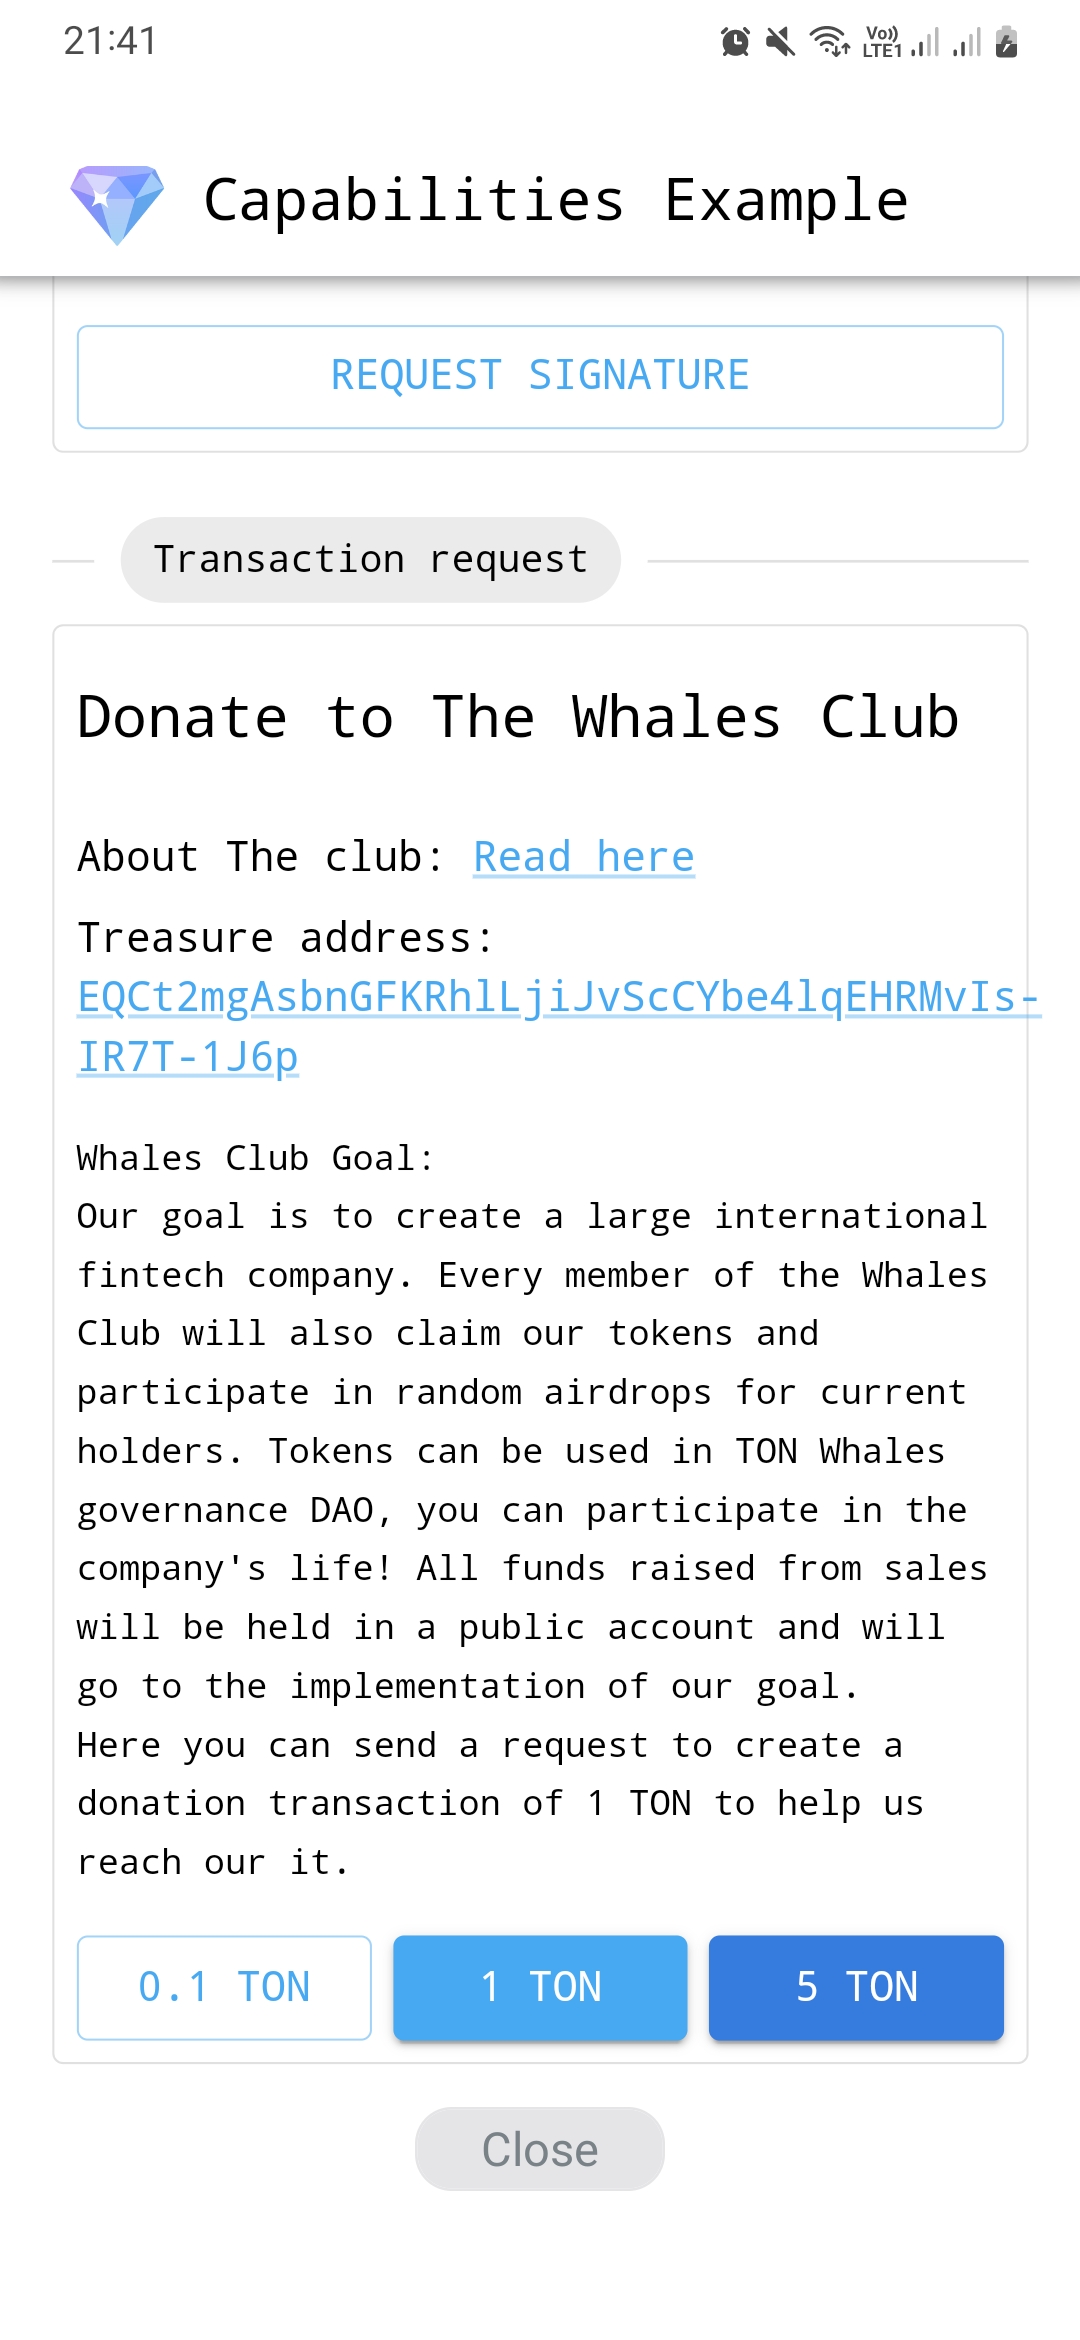 21:41
Vo))
LTE1
Capabilities Example
REQUEST SIGNATURE
Transaction request
Donate to The Whales Club
About The club: Read here
Treasure address:
EQCt2mgAsbnGFKRhlLjiJvScCYbe4lqEHRMvIs-
IR7T-1J6p
Whales Club Goal:
Our goal is to create a large international
fintech company. Every member of the Whales
Club will also claim our tokens and
participate in random airdrops for current
holders. Tokens can be used in TON Whales
governance DAO, you can participate in the
company's life! All funds raised from sales
will be held in a public account and will
go to the implementation of our goal.
Here you can send a request to create a
donation transaction of 1 TON to help us
reach our it.
0.1 TON
1 TON
5 TON
Close